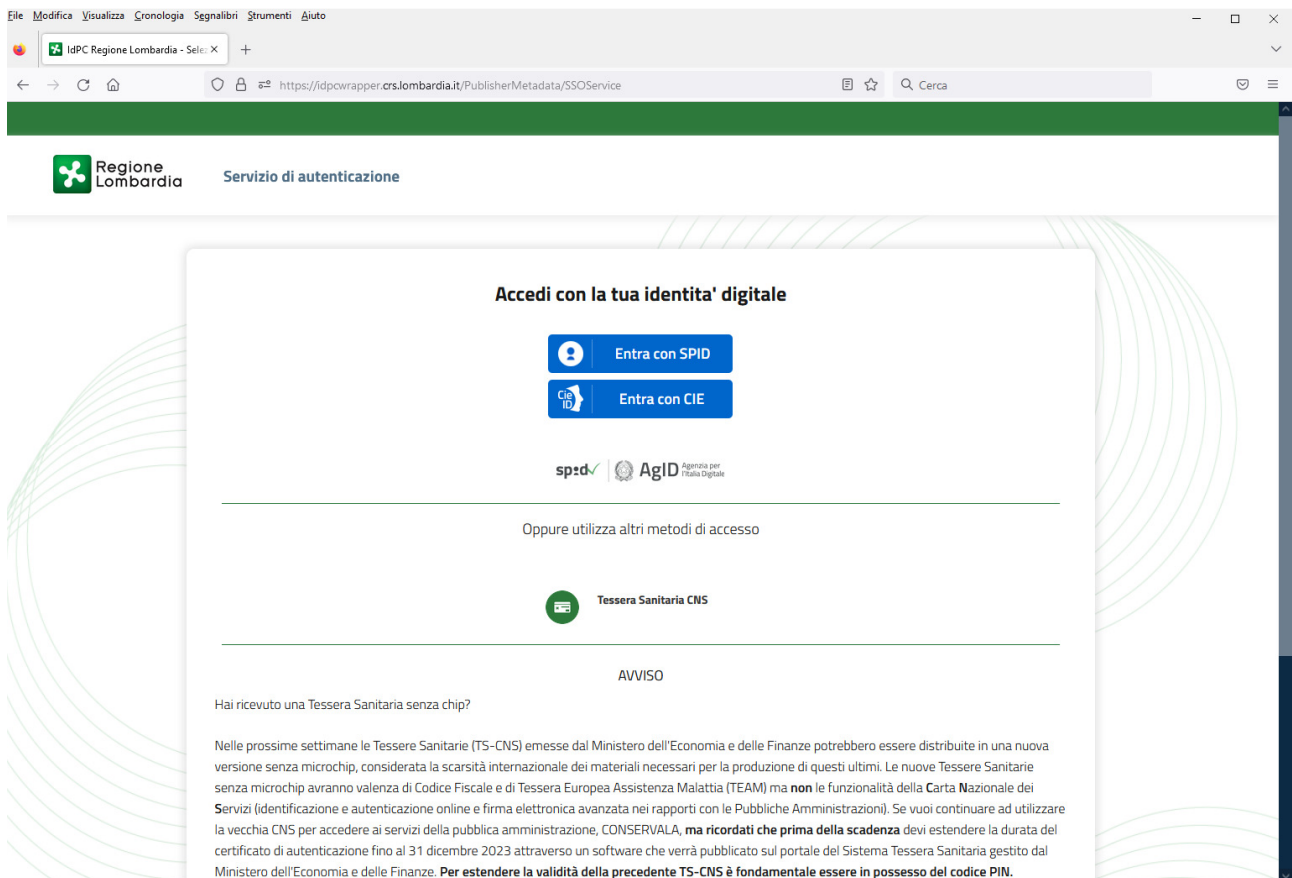 File Modifica Visualizza Cronologia Segnalibri Strumenti Aiuto
IdPC Regione Lombardia - Sele
https://idpcwrapper.crs.lombardia.it/PublisherMetadata/SSOService
Cerca
Regione
Lombardia
Servizio di autenticazione
Accedi con la tua identita' digitale
Entra con SPID
Cie
ID
Entra con CIE
spid
AgID
Agenzia per
l'Italia Digitale
Oppure utilizza altri metodi di accesso
Tessera Sanitaria CNS
AVVISO
Hai ricevuto una Tessera Sanitaria senza chip?
Nelle prossime settimane le Tessere Sanitarie (TS-CNS) emesse dal Ministero dell'Economia e delle Finanze potrebbero essere distribuite in una nuova
versione senza microchip, considerata la scarsità internazionale dei materiali necessari per la produzione di questi ultimi. Le nuove Tessere Sanitarie
senza microchip avranno valenza di Codice Fiscale e di Tessera Europea Assistenza Malattia (TEAM) ma non le funzionalità della Carta Nazionale dei
Servizi (identificazione e autenticazione online e firma elettronica avanzata nei rapporti con le Pubbliche Amministrazioni). Se vuoi continuare ad utilizzare
la vecchia CNS per accedere ai servizi della pubblica amministrazione, CONSERVALA, ma ricordati che prima della scadenza devi estendere la durata del
certificato di autenticazione fino al 31 dicembre 2023 attraverso un software che verrà pubblicato sul portale del Sistema Tessera Sanitaria gestito dal
Ministero dell'Economia e delle Finanze. Per estendere la validità della precedente TS-CNS è fondamentale essere in possesso del codice PIN.